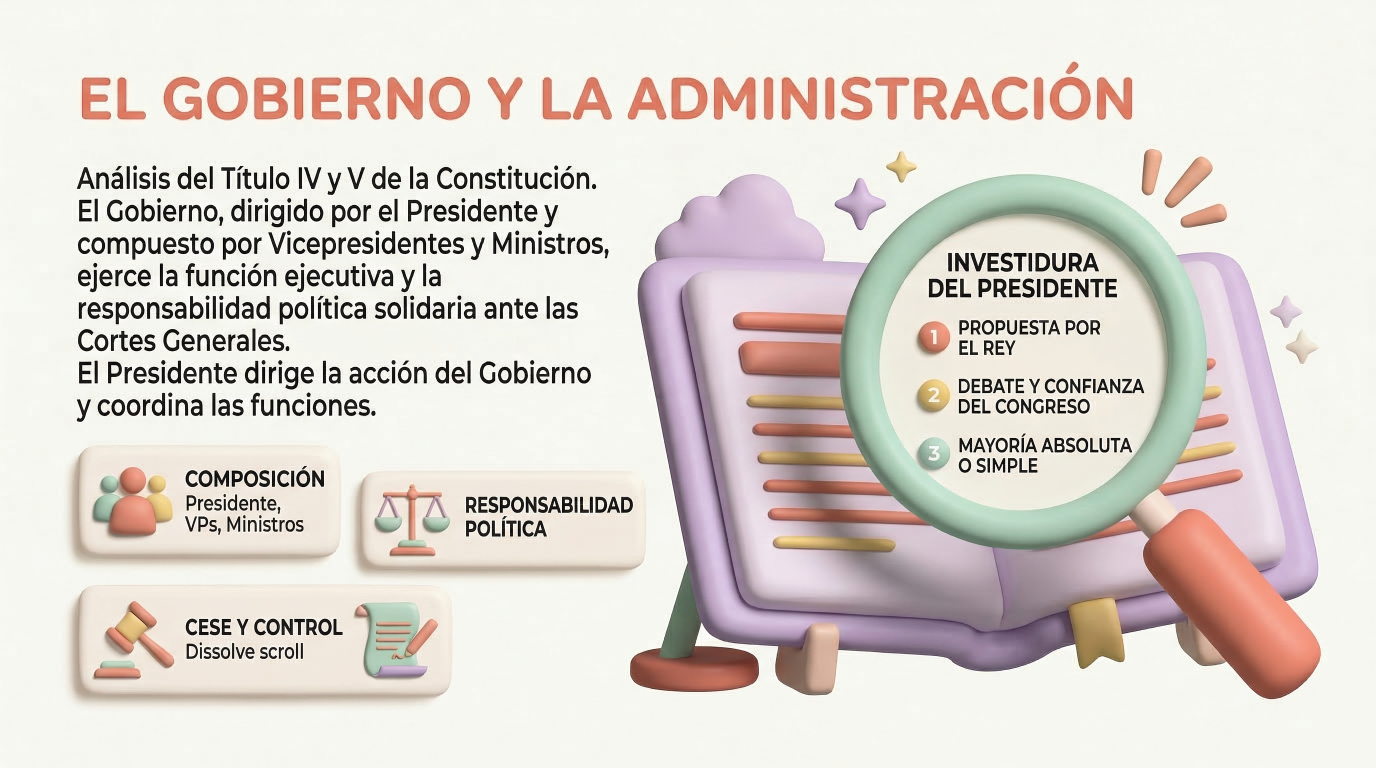 EL GOBIERNO Y LA ADMINISTRACIÓN
Análisis del Título IV y V de la Constitución.
El Gobierno, dirigido por el Presidente y
compuesto por Vicepresidentes y Ministros,
ejerce la función ejecutiva y la
responsabilidad política solidaria ante las
Cortes Generales.
El Presidente dirige la acción del Gobierno
y coordina las funciones.
COMPOSICIÓN
Presidente,
VPs, Ministros
RESPONSABILIDAD
POLÍTICA
CESE Y CONTROL
Dissolve scroll
INVESTIDURA
DEL PRESIDENTE
1 PROPUESTA POR
EL REY
2 DEBATE Y CONFIANZA
DEL CONGRESO
3 MAYORÍA ABSOLUTA
O SIMPLE